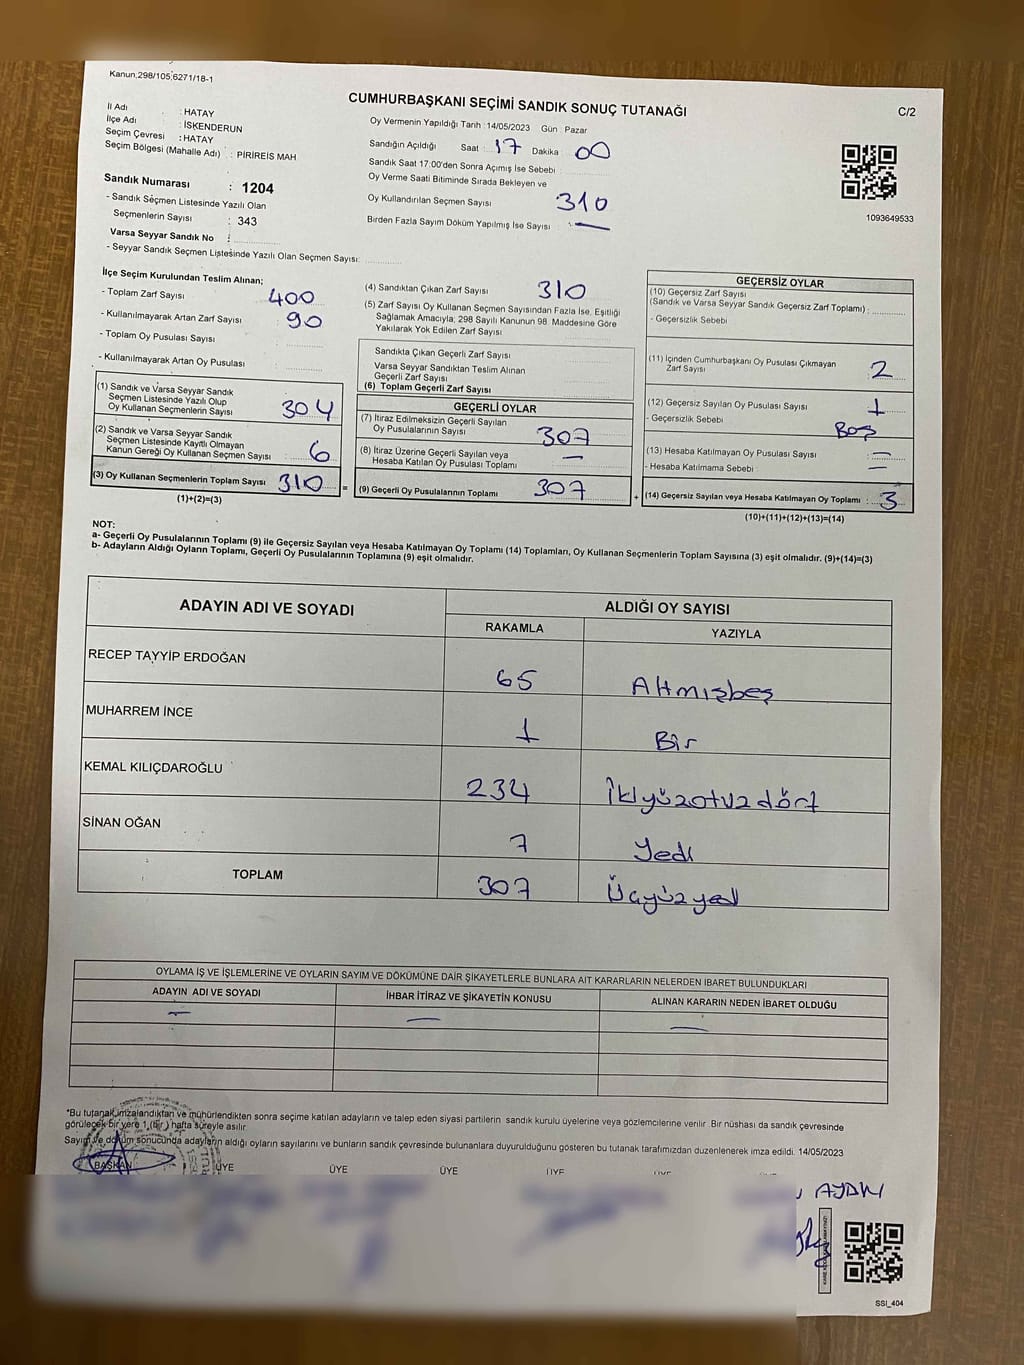 Kanun,298/105,6271/18-1
CUMHURBAŞKANI SEÇİMİ SANDIK SONUÇ TUTANAĞI
C/2
İl Adı : HATAY
İlçe Adı : İSKENDERUN
Seçim Çevresi : HATAY
Seçim Bölgesi (Mahalle Adı) : PİRİREİS MAH
Sandık Numarası : 1204
- Sandık Seçmen Listesinde Yazılı Olan
Seçmenlerin Sayısı : 343
Varsa Seyyar Sandık No :
- Seyyar Sandık Seçmen Listesinde Yazılı Olan Seçmen Sayısı:
Oy Vermenin Yapıldığı Tarih :14/05/2023 Gün : Pazar
Sandığın Açıldığı Saat : 17 Dakika : 00
Sandık Saat 17:00'den Sonra Açılmış İse Sebebi :
Oy Verme Saati Bitiminde Sırada Bekleyen ve
Oy Kullandırılan Seçmen Sayısı 310
Birden Fazla Sayım Döküm Yapılmış İse Sayısı : —
1093649533
İlçe Seçim Kurulundan Teslim Alınan;
- Toplam Zarf Sayısı 400
- Kullanılmayarak Artan Zarf Sayısı : 90
- Toplam Oy Pusulası Sayısı
- Kullanılmayarak Artan Oy Pusulası
(1) Sandık ve Varsa Seyyar Sandık
Seçmen Listesinde Yazılı Olup
Oy Kullanan Seçmenlerin Sayısı 304
(2) Sandık ve Varsa Seyyar Sandık
Seçmen Listesinde Kayıtlı Olmayan
Kanun Gereği Oy Kullanan Seçmen Sayısı : 6
(3) Oy Kullanan Seçmenlerin Toplam Sayısı : 310 =
(1)+(2)=(3)
(4) Sandıktan Çıkan Zarf Sayısı 310
(5) Zarf Sayısı Oy Kullanan Seçmen Sayısından Fazla İse, Eşitliği
Sağlamak Amacıyla, 298 Sayılı Kanunun 98. Maddesine Göre
Yakılarak Yok Edilen Zarf Sayısı
Sandıkta Çıkan Geçerli Zarf Sayısı
Varsa Seyyar Sandıktan Teslim Alınan
Geçerli Zarf Sayısı
(6) Toplam Geçerli Zarf Sayısı
GEÇERLİ OYLAR
(7) İtiraz Edilmeksizin Geçerli Sayılan
Oy Pusulalarının Sayısı 307
(8) İtiraz Üzerine Geçerli Sayılan veya
Hesaba Katılan Oy Pusulası Toplamı : —
(9) Geçerli Oy Pusulalarının Toplamı 307 +
GEÇERSİZ OYLAR
(10) Geçersiz Zarf Sayısı
(Sandık ve Varsa Seyyar Sandık Geçersiz Zarf Toplamı) :
- Geçersizlik Sebebi
(11) İçinden Cumhurbaşkanı Oy Pusulası Çıkmayan
Zarf Sayısı 2
(12) Geçersiz Sayılan Oy Pusulası Sayısı 1
- Geçersizlik Sebebi : Boş
(13) Hesaba Katılmayan Oy Pusulası Sayısı : —
- Hesaba Katılmama Sebebi : —
(14) Geçersiz Sayılan veya Hesaba Katılmayan Oy Toplamı : 3
(10)+(11)+(12)+(13)=(14)
NOT:
a- Geçerli Oy Pusulalarının Toplamı (9) ile Geçersiz Sayılan veya Hesaba Katılmayan Oy Toplamı (14) Toplamları, Oy Kullanan Seçmenlerin Toplam Sayısına (3) eşit olmalıdır. (9)+(14)=(3)
b- Adayların Aldığı Oyların Toplamı, Geçerli Oy Pusulalarının Toplamına (9) eşit olmalıdır.
ADAYIN ADI VE SOYADI
ALDIĞI OY SAYISI
RAKAMLA YAZIYLA
RECEP TAYYİP ERDOĞAN 65 Altmışbeş
MUHARREM İNCE 1 Bir
KEMAL KILIÇDAROĞLU 234 İkiyüzotuzdört
SİNAN OĞAN 7 Yedi
TOPLAM 307 Üçyüzyedi
OYLAMA İŞ VE İŞLEMLERİNE VE OYLARIN SAYIM VE DÖKÜMÜNE DAİR ŞİKAYETLERLE BUNLARA AİT KARARLARIN NELERDEN İBARET BULUNDUKLARI
ADAYIN ADI VE SOYADI İHBAR İTİRAZ VE ŞİKAYETİN KONUSU ALINAN KARARIN NEDEN İBARET OLDUĞU
— — —
*Bu tutanak imzalandıktan ve mühürlendikten sonra seçime katılan adayların ve talep eden siyasi partilerin sandık kurulu üyelerine veya gözlemcilerine verilir. Bir nüshası da sandık çevresinde
görülecek bir yere 1 (bir) hafta süreyle asılır.
Sayım ve döküm sonucunda adayların aldığı oyların sayılarını ve bunların sandık çevresinde bulunanlara duyurulduğunu gösteren bu tutanak tarafımızdan düzenlenerek imza edildi. 14/05/2023
BAŞKAN ÜYE ÜYE ÜYE ÜYE ÜYE
AYDIN
SSI_404